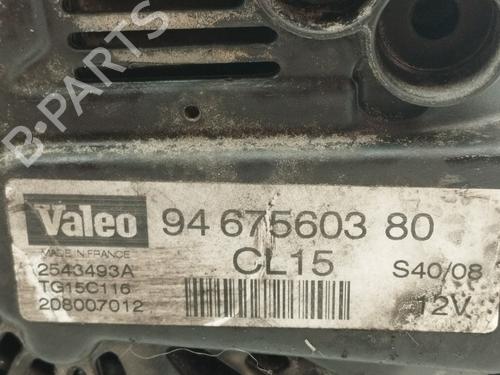 B-PARTS
Valeo 94 675603 80
MADE IN FRANCE
CL15 S40/08
2543493A
TG15C116
208007012 12V